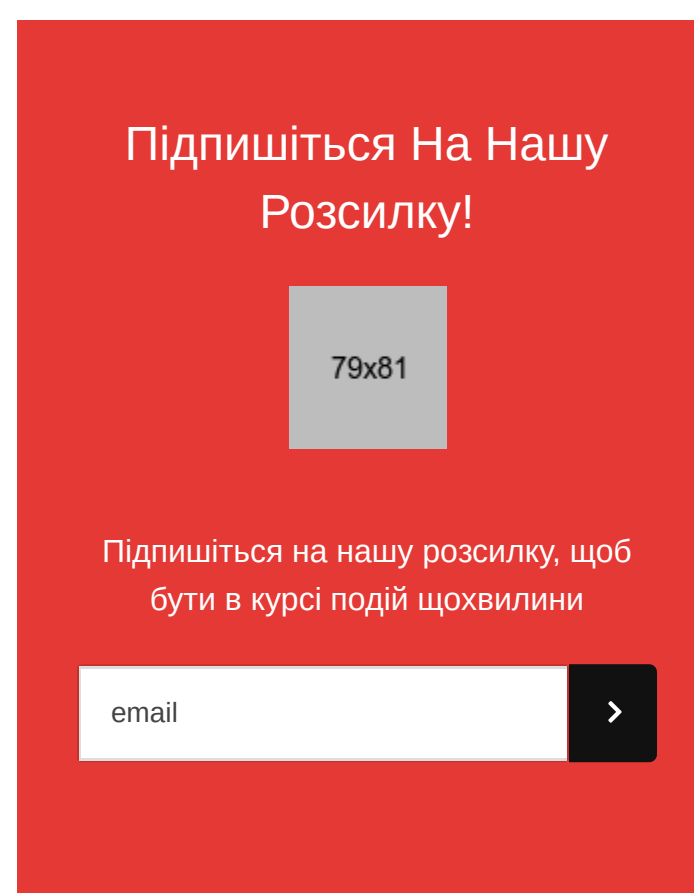 Підпишіться На Нашу
Розсилку!
79x81
Підпишіться на нашу розсилку, щоб
бути в курсі подій щохвилини
email